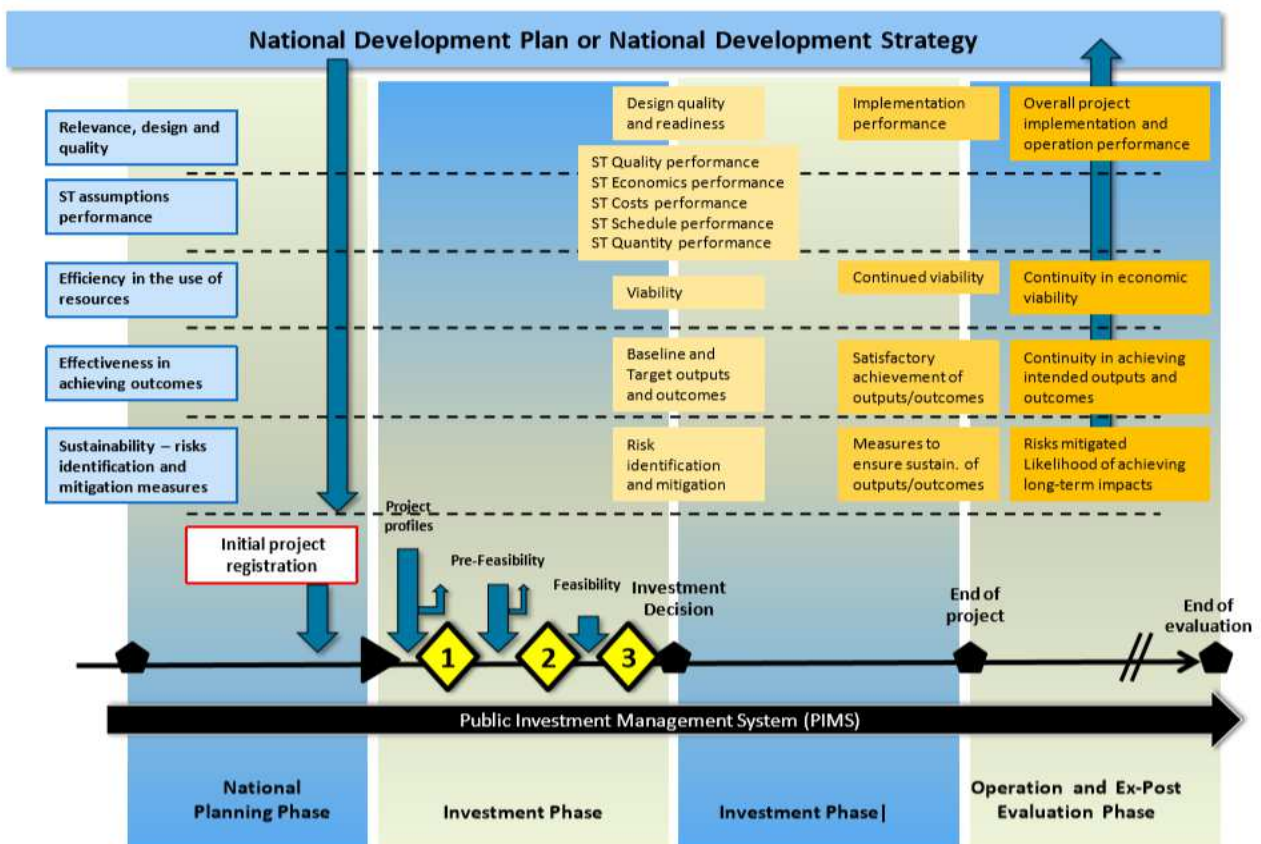 National Development Plan or National Development Strategy
Relevance, design and
quality
ST assumptions
performance
Efficiency in the use of
resources
Effectiveness in
achieving outcomes
Sustainability – risks
identification and
mitigation measures
Design quality
and readiness
ST Quality performance
ST Economics performance
ST Costs performance
ST Schedule performance
ST Quantity performance
Viability
Baseline and
Target outputs
and outcomes
Risk
identification
and mitigation
Implementation
performance
Continued viability
Satisfactory
achievement of
outputs/outcomes
Measures to
ensure sustain. of
outputs/outcomes
Overall project
implementation and
operation performance
Continuity in economic
viability
Continuity in achieving
intended outputs and
outcomes
Risks mitigated
Likelihood of achieving
long-term impacts
Initial project
registration
Project
profiles
Pre-Feasibility
Feasibility
Investment
Decision
End of
project
End of
evaluation
1
2
3
Public Investment Management System (PIMS)
National
Planning Phase
Investment Phase
Investment Phase|
Operation and Ex-Post
Evaluation Phase